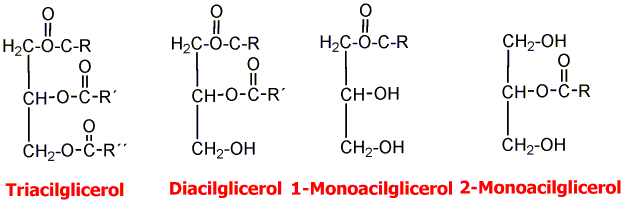 O O O
H₂C-O-C-R H₂C-O-C-R H₂C-O-C-R H₂C-OH
O O O
CH-O-C-R´ CH-O-C-R´ CH-OH CH-O-C-R
O
CH₂-O-C-R´´ CH₂-OH CH₂-OH CH₂-OH
Triacilglicerol Diacilglicerol 1-Monoacilglicerol 2-Monoacilglicerol